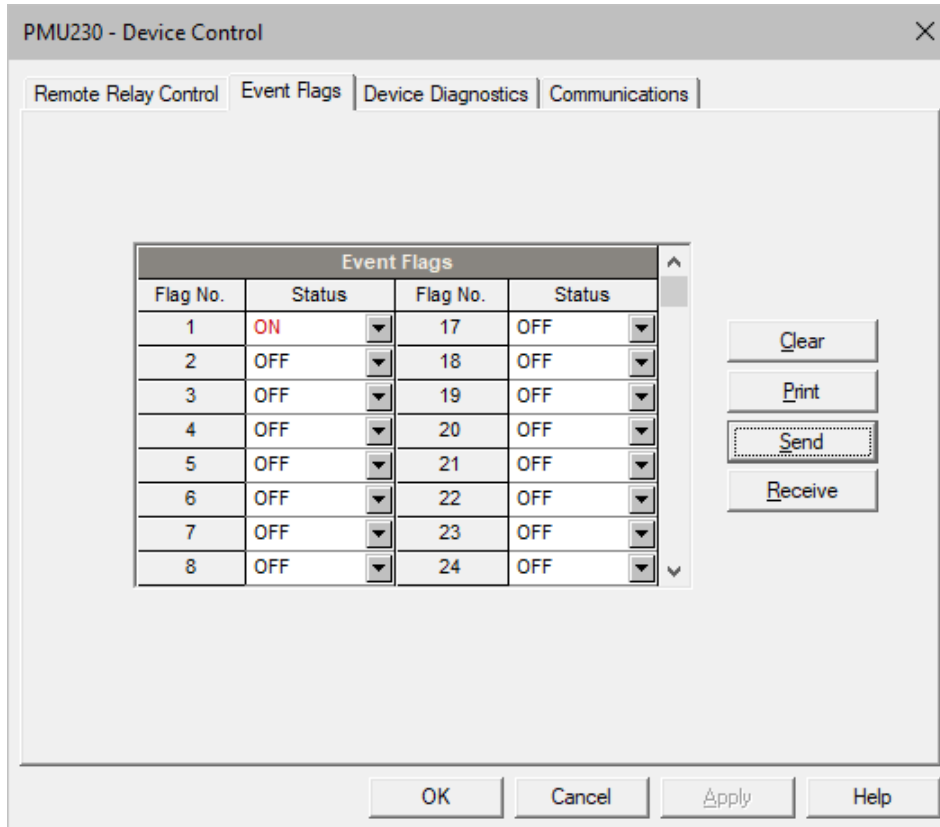 PMU230 - Device Control
Remote Relay Control Event Flags Device Diagnostics Communications
Event Flags
Flag No. Status Flag No. Status
1 ON 17 OFF
2 OFF 18 OFF
3 OFF 19 OFF
4 OFF 20 OFF
5 OFF 21 OFF
6 OFF 22 OFF
7 OFF 23 OFF
8 OFF 24 OFF
Clear
Print
Send
Receive
OK Cancel Apply Help